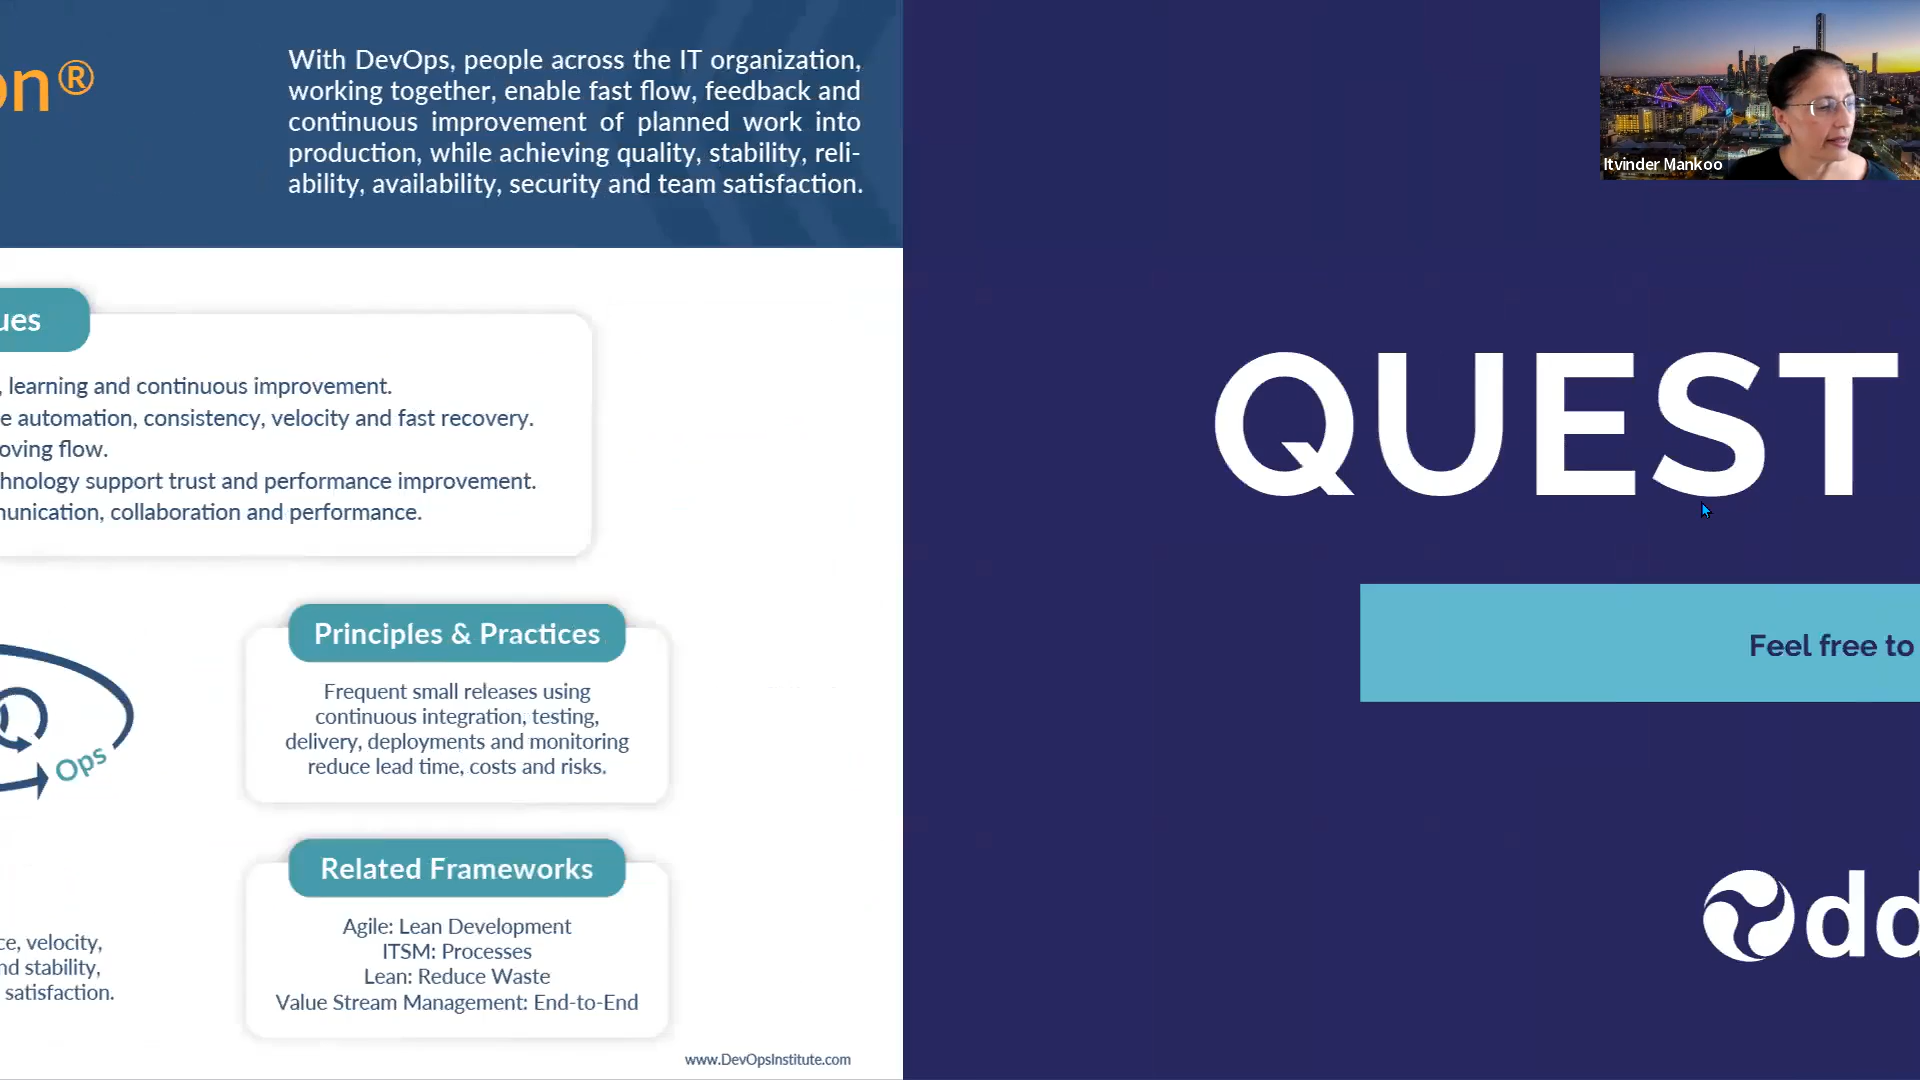 on®
With DevOps, people across the IT organization,
working together, enable fast flow, feedback and
continuous improvement of planned work into
production, while achieving quality, stability, reli-
ability, availability, security and team satisfaction.
ues
, learning and continuous improvement.
e automation, consistency, velocity and fast recovery.
oving flow.
hnology support trust and performance improvement.
unication, collaboration and performance.
Ops
Principles & Practices
Frequent small releases using
continuous integration, testing,
delivery, deployments and monitoring
reduce lead time, costs and risks.
Related Frameworks
Agile: Lean Development
ITSM: Processes
Lean: Reduce Waste
Value Stream Management: End-to-End
ce, velocity,
nd stability,
satisfaction.
www.DevOpsInstitute.com
Itvinder Mankoo
QUEST
Feel free to
dd